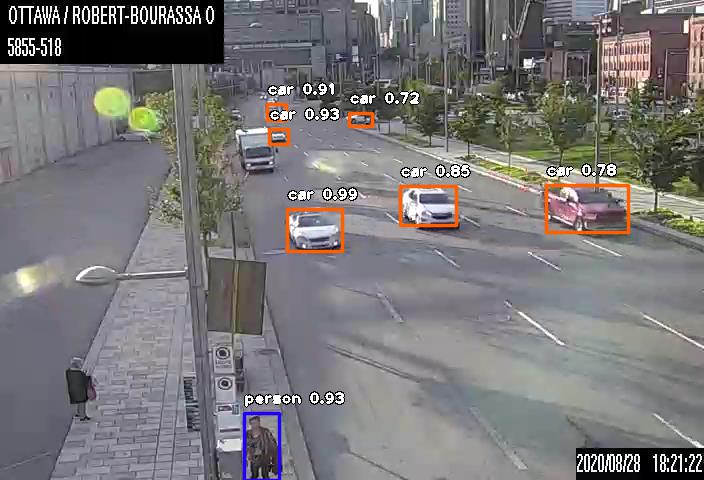 OTTAWA / ROBERT-BOURASSA O
5855-518
car 0.91
car 0.72
car 0.93
car 0.85
car 0.78
car 0.99
person 0.93
2020/08/28 18:21:22